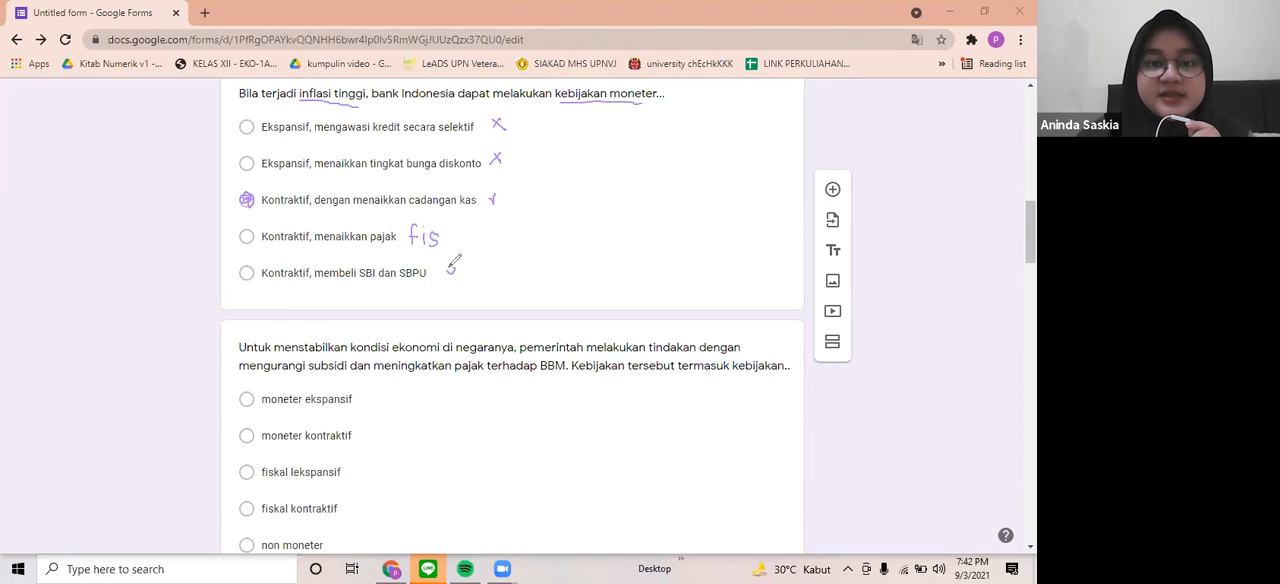 Untitled form - Google Forms
docs.google.com/forms/d/1PfRgOPAYkvQQNHH6bwr4Ip0lv5RmWGjJUUzQzx37QU0/edit
Apps
Kitab Numerik v1 -...
KELAS XII - EKO-1A...
kumpulin video - G...
LeADS UPN Vetera...
SIAKAD MHS UPNVJ
university chEcHkKKK
LINK PERKULIAHAN...
»
Reading list
Bila terjadi inflasi tinggi, bank Indonesia dapat melakukan kebijakan moneter...
Ekspansif, mengawasi kredit secara selektif
Ekspansif, menaikkan tingkat bunga diskonto
Kontraktif, dengan menaikkan cadangan kas
Kontraktif, menaikkan pajak fis
Kontraktif, membeli SBI dan SBPU
Untuk menstabilkan kondisi ekonomi di negaranya, pemerintah melakukan tindakan dengan
mengurangi subsidi dan meningkatkan pajak terhadap BBM. Kebijakan tersebut termasuk kebijakan..
moneter ekspansif
moneter kontraktif
fiskal lekspansif
fiskal kontraktif
non moneter
Aninda Saskia
Type here to search
Desktop
»
30°C Kabut
7:42 PM
9/3/2021